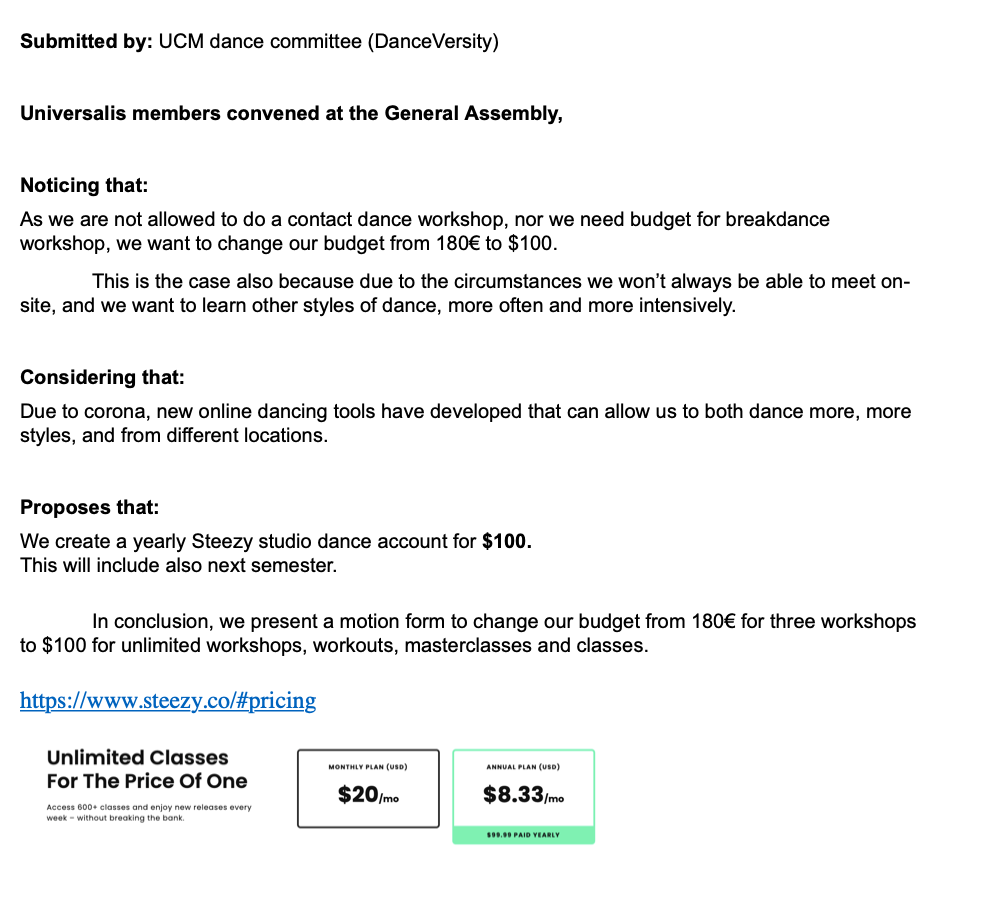 Submitted by: UCM dance committee (DanceVersity)
Universalis members convened at the General Assembly,
Noticing that:
As we are not allowed to do a contact dance workshop, nor we need budget for breakdance
workshop, we want to change our budget from 180€ to $100.
This is the case also because due to the circumstances we won’t always be able to meet on-
site, and we want to learn other styles of dance, more often and more intensively.
Considering that:
Due to corona, new online dancing tools have developed that can allow us to both dance more, more
styles, and from different locations.
Proposes that:
We create a yearly Steezy studio dance account for $100.
This will include also next semester.
In conclusion, we present a motion form to change our budget from 180€ for three workshops
to $100 for unlimited workshops, workouts, masterclasses and classes.
https://www.steezy.co/#pricing
Unlimited Classes
For The Price Of One
Access 600+ classes and enjoy new releases every
week – without breaking the bank.
MONTHLY PLAN (USD)
$20/mo
ANNUAL PLAN (USD)
$8.33/mo
$99.99 PAID YEARLY